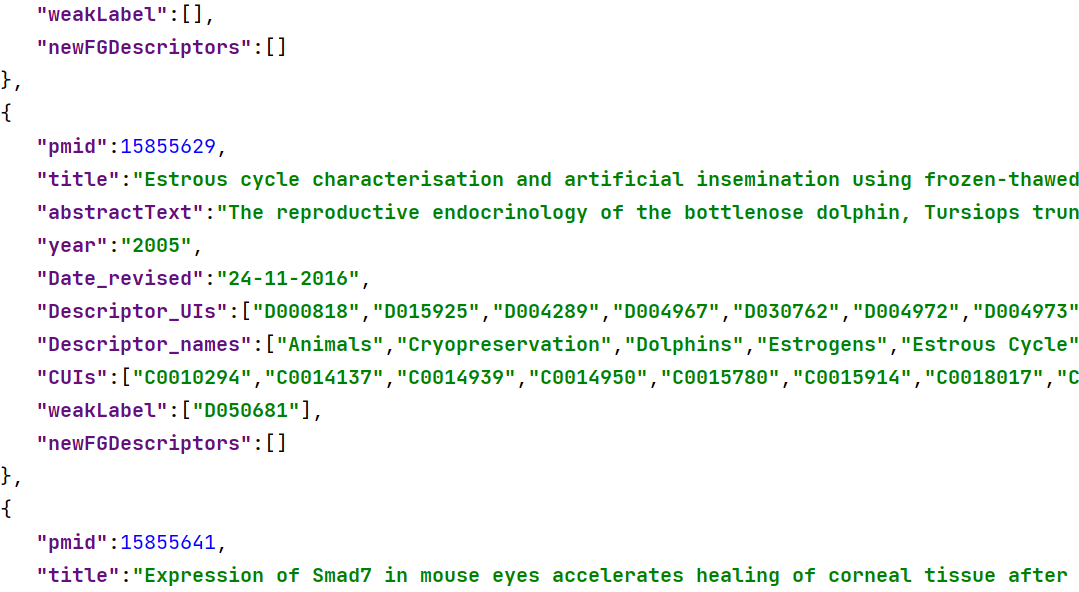 "weakLabel":[],
"newFGDescriptors":[]
},
{
"pmid":15855629,
"title":"Estrous cycle characterisation and artificial insemination using frozen-thawed
"abstractText":"The reproductive endocrinology of the bottlenose dolphin, Tursiops trun
"year":"2005",
"Date_revised":"24-11-2016",
"Descriptor_UIs":["D000818","D015925","D004289","D004967","D030762","D004972","D004973"
"Descriptor_names":["Animals","Cryopreservation","Dolphins","Estrogens","Estrous Cycle"
"CUIs":["C0010294","C0014137","C0014939","C0014950","C0015780","C0015914","C0018017","C
"weakLabel":["D050681"],
"newFGDescriptors":[]
},
{
"pmid":15855641,
"title":"Expression of Smad7 in mouse eyes accelerates healing of corneal tissue after